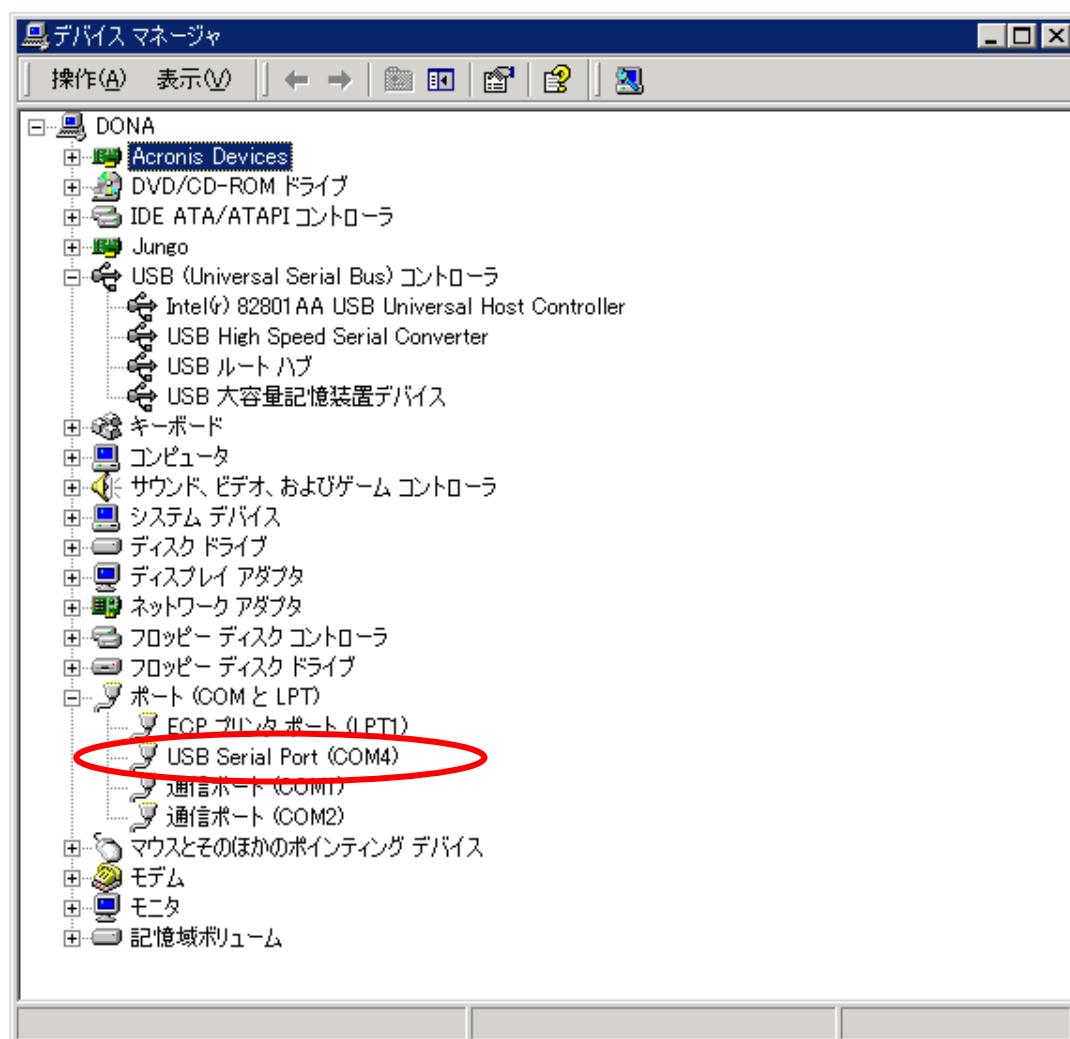 デバイス マネージャ
操作(A) 表示(V)
DONA
Acronis Devices
DVD/CD-ROM ドライブ
IDE ATA/ATAPI コントローラ
Jungo
USB (Universal Serial Bus) コントローラ
Intel(r) 82801AA USB Universal Host Controller
USB High Speed Serial Converter
USB ルート ハブ
USB 大容量記憶装置デバイス
キーボード
コンピュータ
サウンド、ビデオ、およびゲーム コントローラ
システム デバイス
ディスク ドライブ
ディスプレイ アダプタ
ネットワーク アダプタ
フロッピー ディスク コントローラ
フロッピー ディスク ドライブ
ポート (COM と LPT)
ECP プリンタ ポート (LPT1)
USB Serial Port (COM4)
通信ポート (COM1)
通信ポート (COM2)
マウスとそのほかのポインティング デバイス
モデム
モニタ
記憶域ボリューム